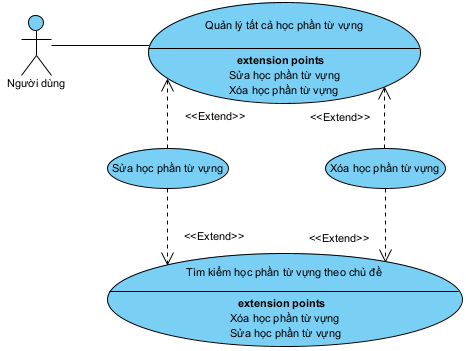 Quản lý tất cả học phần từ vựng
extension points
Sửa học phần từ vựng
Xóa học phần từ vựng
Người dùng
<<Extend>>
<<Extend>>
Sửa học phần từ vựng
Xóa học phần từ vựng
<<Extend>>
<<Extend>>
Tìm kiếm học phần từ vựng theo chủ đề
extension points
Xóa học phần từ vựng
Sửa học phần từ vựng